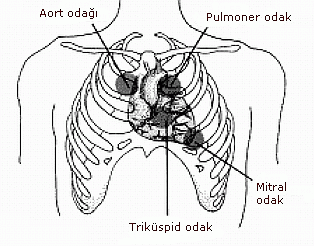 Aort odağı
Pulmoner odak
Mitral
odak
Triküspid odak